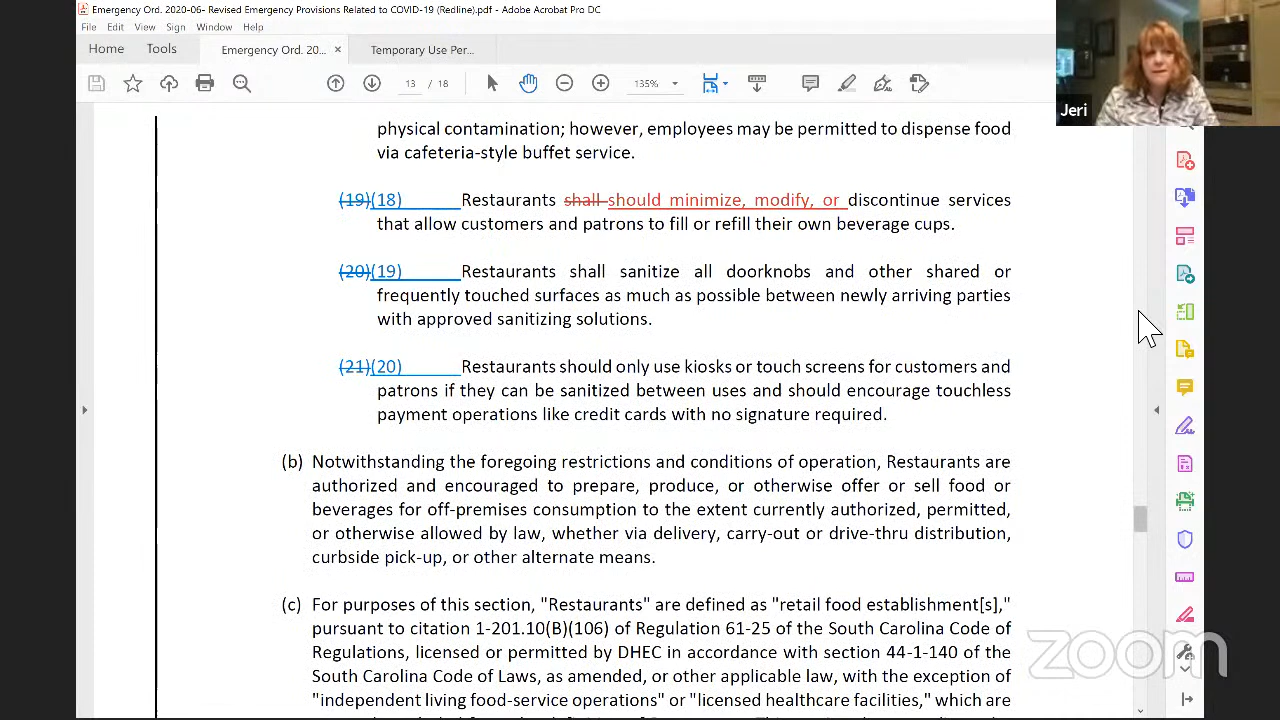 Emergency Ord. 2020-06- Revised Emergency Provisions Related to COVID-19 (Redline).pdf - Adobe Acrobat Pro DC
File Edit View Sign Window Help
Home Tools Emergency Ord. 20... × Temporary Use Per...
13 / 18 135%
Jeri
physical contamination; however, employees may be permitted to dispense food
via cafeteria-style buffet service.
(19)(18) Restaurants shall should minimize, modify, or discontinue services
that allow customers and patrons to fill or refill their own beverage cups.
(20)(19) Restaurants shall sanitize all doorknobs and other shared or
frequently touched surfaces as much as possible between newly arriving parties
with approved sanitizing solutions.
(21)(20) Restaurants should only use kiosks or touch screens for customers and
patrons if they can be sanitized between uses and should encourage touchless
payment operations like credit cards with no signature required.
(b) Notwithstanding the foregoing restrictions and conditions of operation, Restaurants are
authorized and encouraged to prepare, produce, or otherwise offer or sell food or
beverages for off-premises consumption to the extent currently authorized, permitted,
or otherwise allowed by law, whether via delivery, carry-out or drive-thru distribution,
curbside pick-up, or other alternate means.
(c) For purposes of this section, "Restaurants" are defined as "retail food establishment[s],"
pursuant to citation 1-201.10(B)(106) of Regulation 61-25 of the South Carolina Code of
Regulations, licensed or permitted by DHEC in accordance with section 44-1-140 of the
South Carolina Code of Laws, as amended, or other applicable law, with the exception of
"independent living food-service operations" or "licensed healthcare facilities," which are
zoom